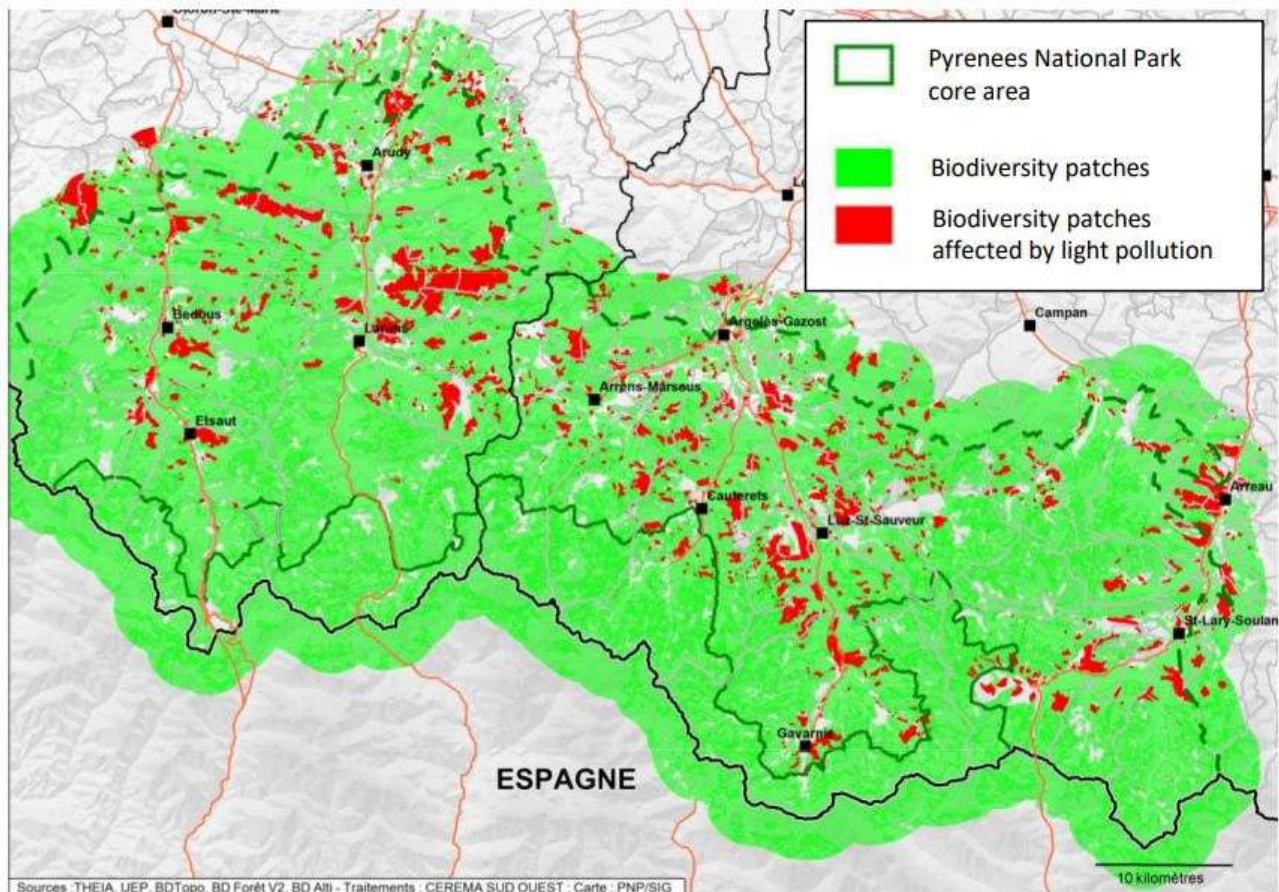 Pyrenees National Park
core area
Biodiversity patches
Biodiversity patches
affected by light pollution
Arudy
Bedous
Laruns
Campan
Argelès-Gazost
Arrens-Marsous
Etsaut
Cauterets
Luz-St-Sauveur
Arreau
St-Lary-Soulan
Gavarnie
ESPAGNE
10 kilomètres
Sources :THEIA, UEP, BDTopo, BD Forêt V2, BD Alti - Traitements : CEREMA SUD OUEST ; Carte : PNP/SIG